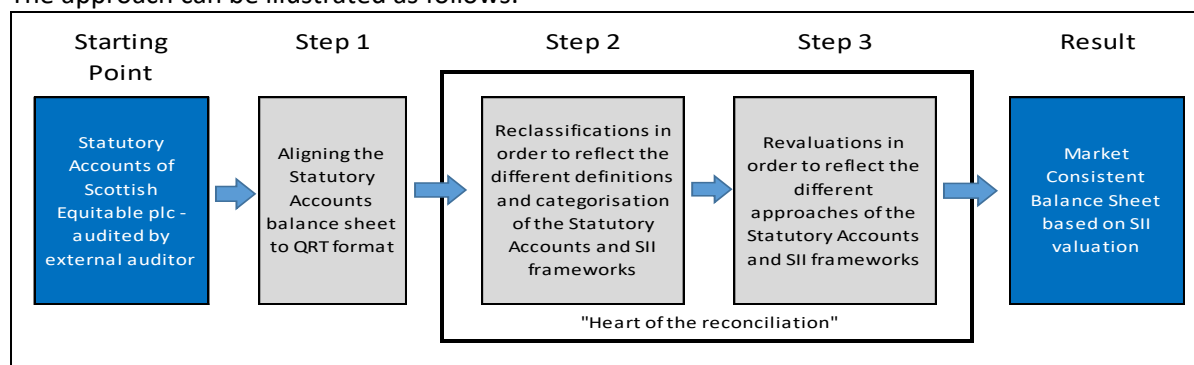 The approach can be illustrated as follows:
Starting
Point
Step 1
Step 2
Step 3
Result
Statutory
Accounts of
Scottish
Equitable plc -
audited by
external auditor
Aligning the
Statutory
Accounts
balance sheet
to QRT format
Reclassifications in
order to reflect the
different definitions
and categorisation
of the Statutory
Accounts and SII
frameworks
Revaluations in
order to reflect the
different
approaches of the
Statutory Accounts
and SII frameworks
Market
Consistent
Balance Sheet
based on SII
valuation
"Heart of the reconciliation"